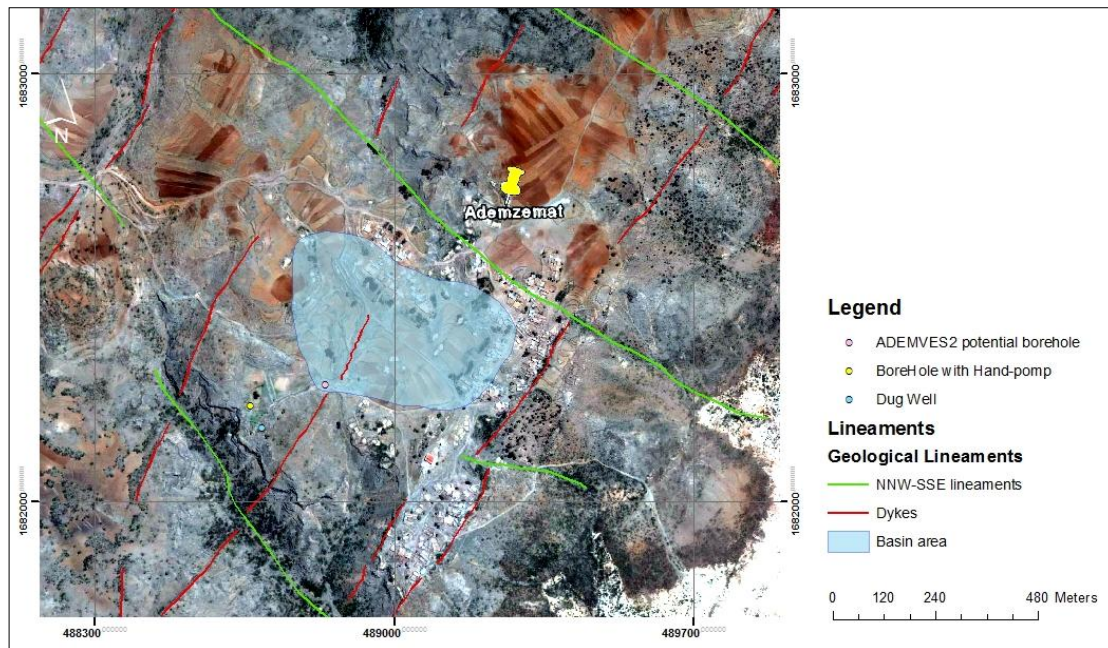 N
Ademzemat
1683000
1682000
1683000
1682000
488300
489000
489700
Legend
ADEMVES2 potential borehole
BoreHole with Hand-pomp
Dug Well
Lineaments
Geological Lineaments
NNW-SSE lineaments
Dykes
Basin area
0 120 240 480 Meters